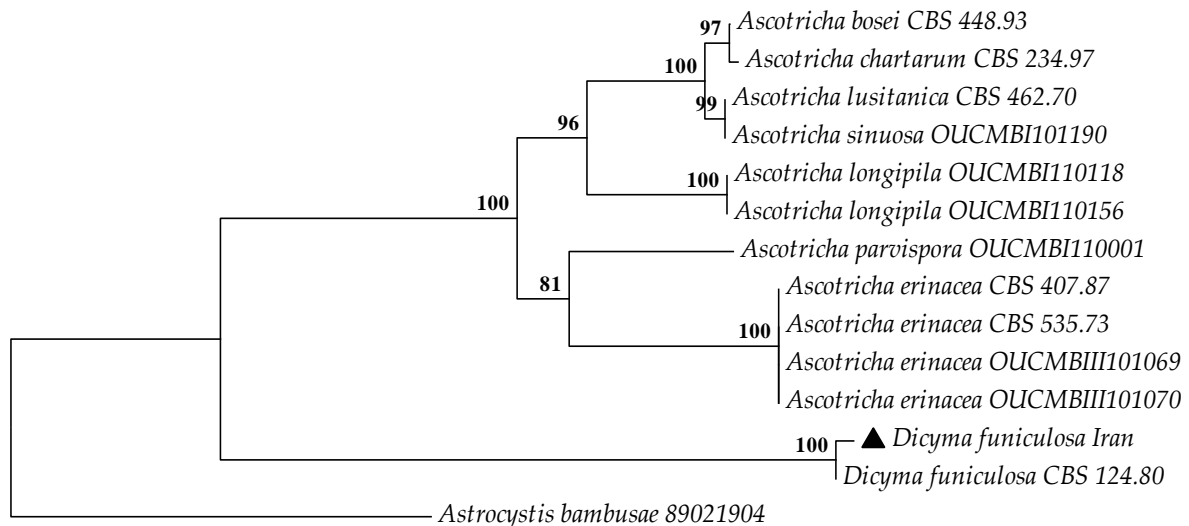 Ascotricha bosei CBS 448.93
97
Ascotricha chartarum CBS 234.97
100
Ascotricha lusitanica CBS 462.70
99
Ascotricha sinuosa OUCMBI101190
96
Ascotricha longipila OUCMBI110118
100
Ascotricha longipila OUCMBI110156
100
Ascotricha parvispora OUCMBI110001
81
Ascotricha erinacea CBS 407.87
Ascotricha erinacea CBS 535.73
100
Ascotricha erinacea OUCMBIII101069
Ascotricha erinacea OUCMBIII101070
Dicyma funiculosa Iran
100
Dicyma funiculosa CBS 124.80
Astrocystis bambusae 89021904